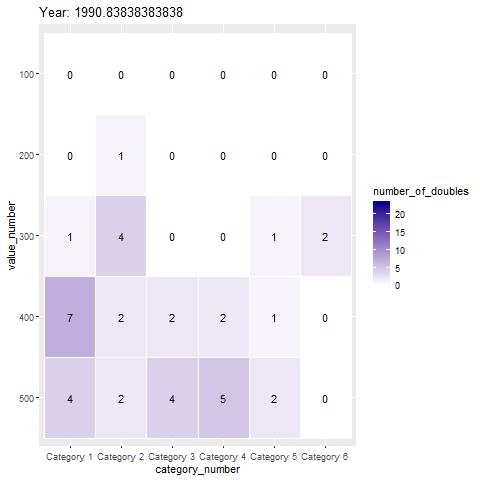 Year: 1990.83838383838
100 0 0 0 0 0 0
200 0 1 0 0 0 0
300 1 4 0 0 1 2
400 7 2 2 2 1 0
500 4 2 4 5 2 0
Category 1 Category 2 Category 3 Category 4 Category 5 Category 6
category_number
value_number
number_of_doubles
20
15
10
5
0